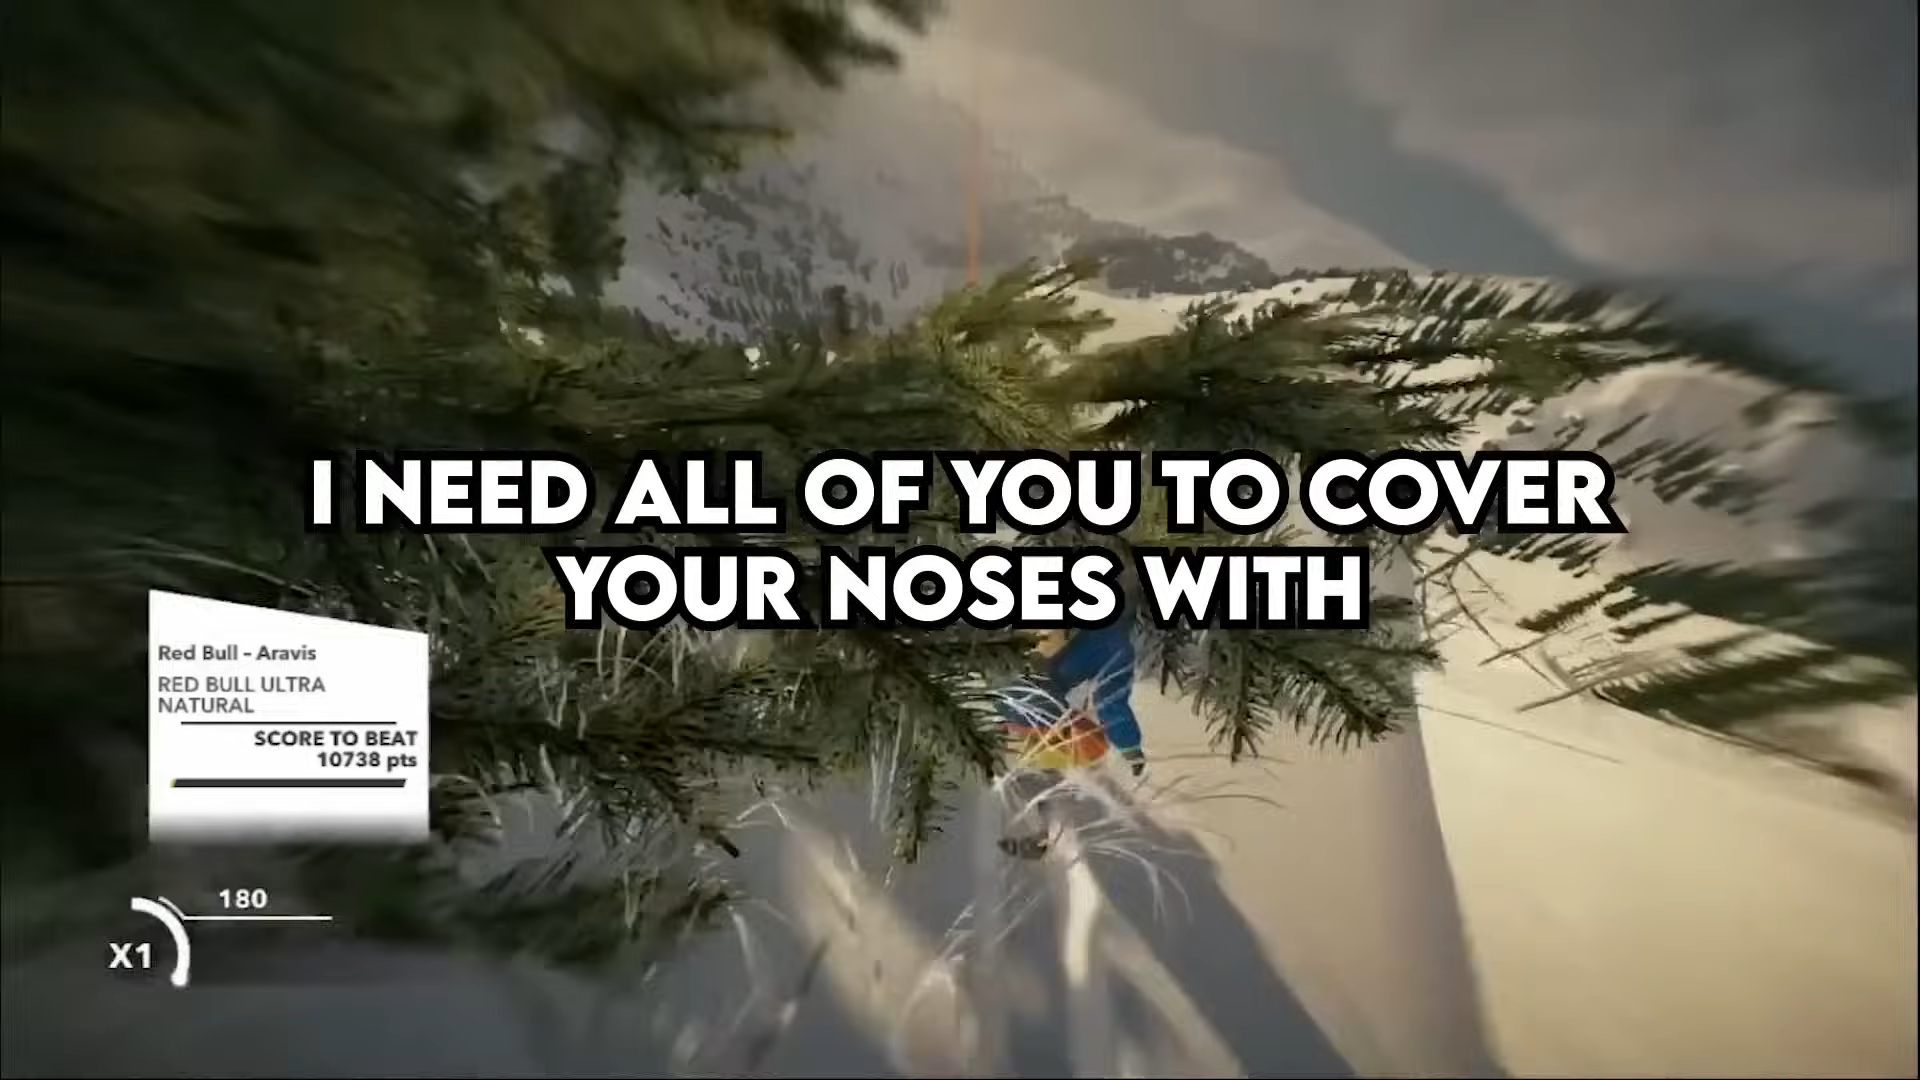 I NEED ALL OF YOU TO COVER
YOUR NOSES WITH
Red Bull - Aravis
RED BULL ULTRA
NATURAL
SCORE TO BEAT
10738 pts
180
X1